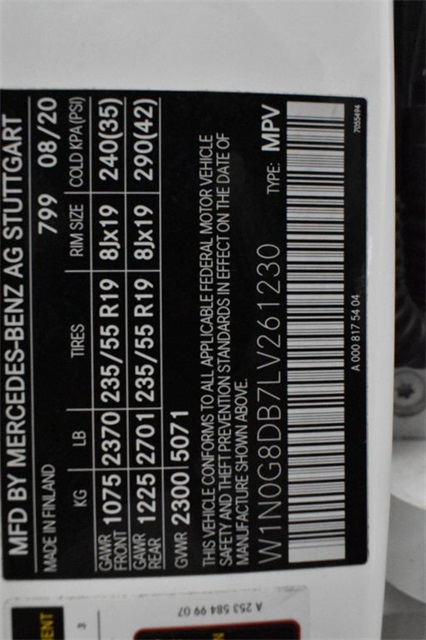 MFD BY MERCEDES-BENZ AG STUTTGART
MADE IN FINLAND 799 08/20
KG LB TIRES RIM SIZE COLD KPA (PSI)
GAWR FRONT 1075 2370 235/55 R19 8Jx19 240(35)
GAWR REAR 1225 2701 235/55 R19 8Jx19 290(42)
GVWR 2300 5071
THIS VEHICLE CONFORMS TO ALL APPLICABLE FEDERAL MOTOR VEHICLE
SAFETY AND THEFT PREVENTION STANDARDS IN EFFECT ON THE DATE OF
MANUFACTURE SHOWN ABOVE.
W1N0G8DB7LV261230 TYPE: MPV
A 000 817 54 04 7055494
A 253 584 99 07
3